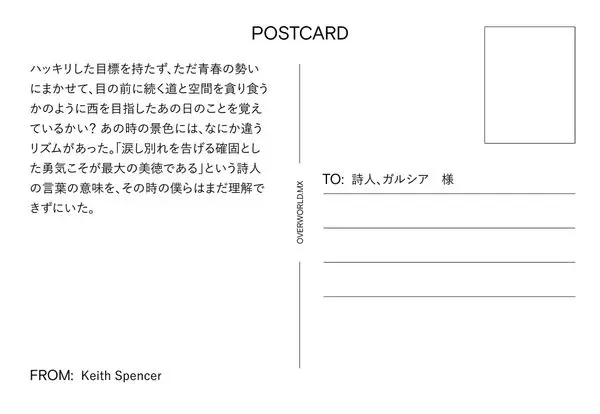 POSTCARD
ハッキリした目標を持たず、ただ青春の勢い
にまかせて、目の前に続く道と空間を貪り食う
かのように西を目指したあの日のことを覚え
ているかい? あの時の景色には、なにか違う
リズムがあった。「涙し別れを告げる確固とし
た勇気こそが最大の美徳である」という詩人
の言葉の意味を、その時の僕らはまだ理解で
きずにいた。
FROM: Keith Spencer
OVERWORLD.MX
TO: 詩人、ガルシア　様